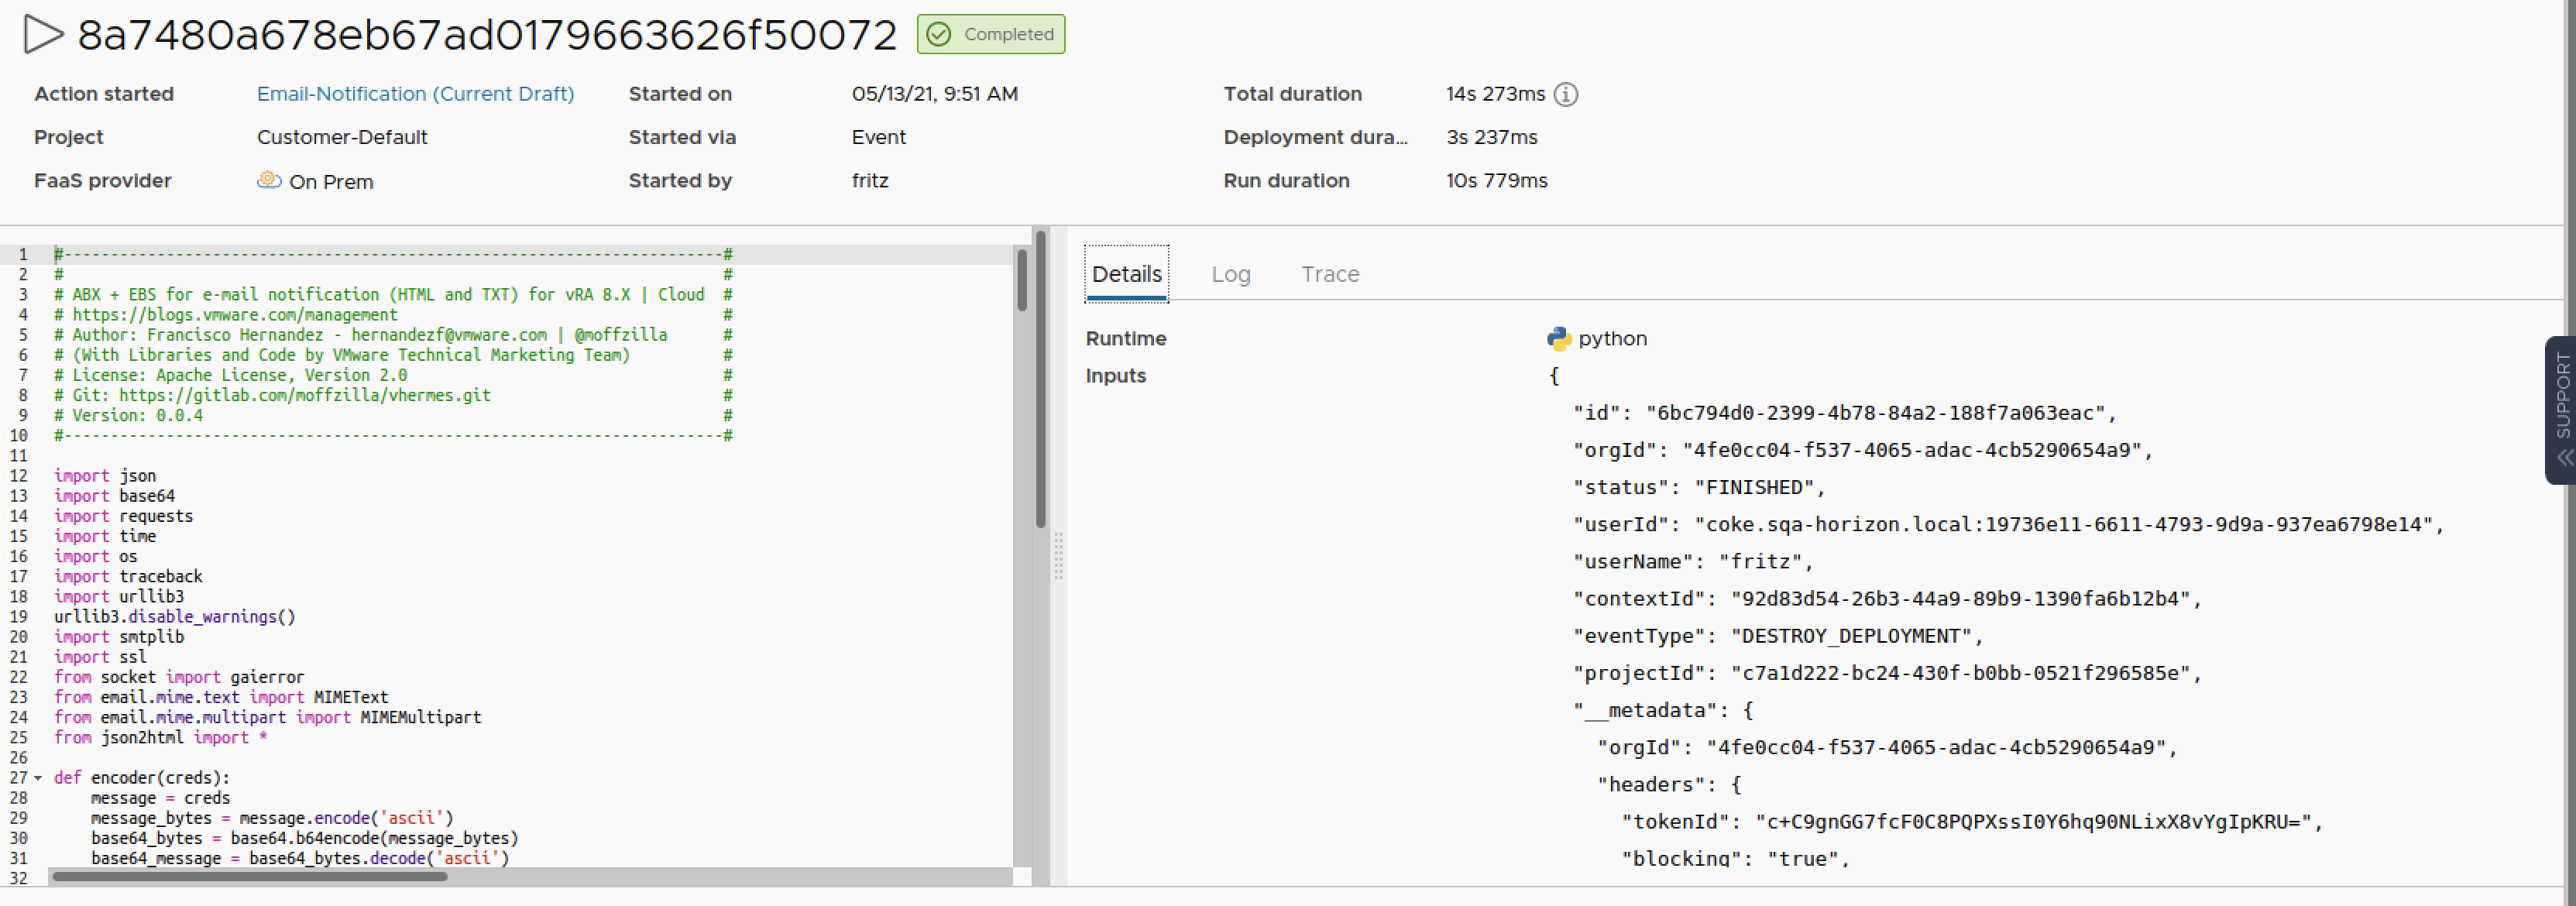 8a7480a678eb67ad0179663626f50072 Completed
Action started Email-Notification (Current Draft) Started on 05/13/21, 9:51 AM Total duration 14s 273ms
Project Customer-Default Started via Event Deployment dura... 3s 237ms
FaaS provider On Prem Started by fritz Run duration 10s 779ms
1 #-----------------------------------------------------------------------#
2 # #
3 # ABX + EBS for e-mail notification (HTML and TXT) for vRA 8.X | Cloud #
4 # https://blogs.vmware.com/management #
5 # Author: Francisco Hernandez - hernandezf@vmware.com | @moffzilla #
6 # (With Libraries and Code by VMware Technical Marketing Team) #
7 # License: Apache License, Version 2.0 #
8 # Git: https://gitlab.com/moffzilla/vhermes.git #
9 # Version: 0.0.4 #
10 #-----------------------------------------------------------------------#
11
12 import json
13 import base64
14 import requests
15 import time
16 import os
17 import traceback
18 import urllib3
19 urllib3.disable_warnings()
20 import smtplib
21 import ssl
22 from socket import gaierror
23 from email.mime.text import MIMEText
24 from email.mime.multipart import MIMEMultipart
25 from json2html import *
26
27 def encoder(creds):
28 message = creds
29 message_bytes = message.encode('ascii')
30 base64_bytes = base64.b64encode(message_bytes)
31 base64_message = base64_bytes.decode('ascii')
32
Details Log Trace
Runtime python
Inputs {
"id": "6bc794d0-2399-4b78-84a2-188f7a063eac",
"orgId": "4fe0cc04-f537-4065-adac-4cb5290654a9",
"status": "FINISHED",
"userId": "coke.sqa-horizon.local:19736e11-6611-4793-9d9a-937ea6798e14",
"userName": "fritz",
"contextId": "92d83d54-26b3-44a9-89b9-1390fa6b12b4",
"eventType": "DESTROY_DEPLOYMENT",
"projectId": "c7a1d222-bc24-430f-b0bb-0521f296585e",
"__metadata": {
"orgId": "4fe0cc04-f537-4065-adac-4cb5290654a9",
"headers": {
"tokenId": "c+C9gnGG7fcF0C8PQPXssI0Y6hq90NLixX8vYgIpKRU=",
"blocking": "true",
SUPPORT